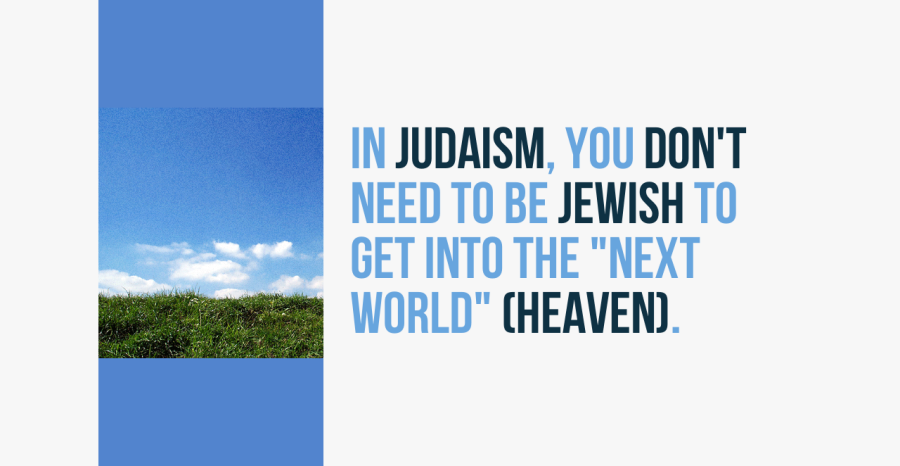 IN JUDAISM, YOU DON'T
NEED TO BE JEWISH TO
GET INTO THE "NEXT
WORLD" (HEAVEN).